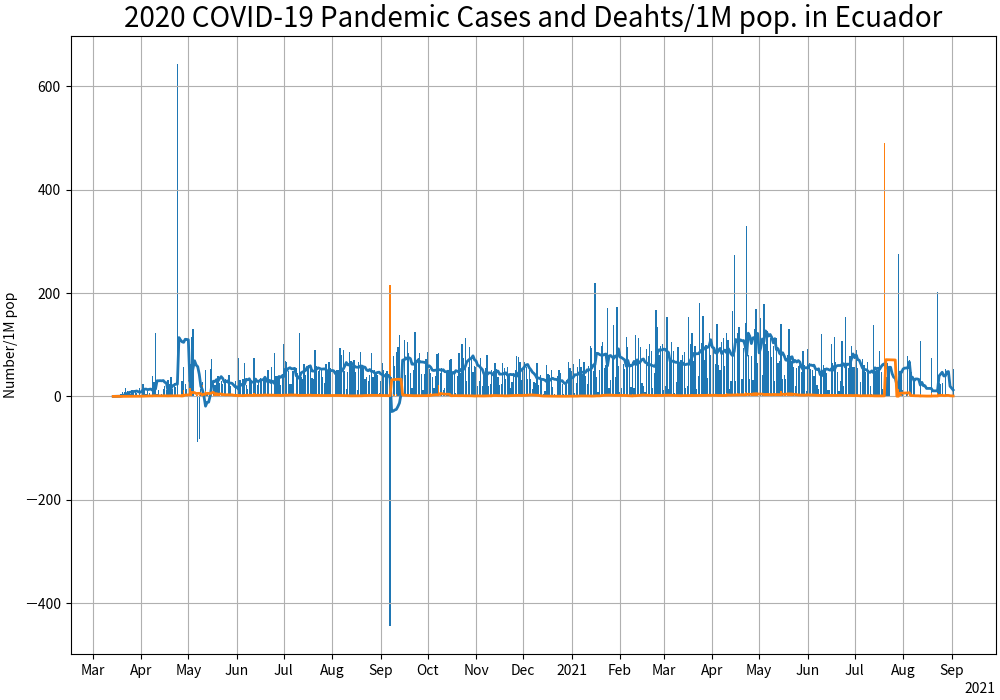 2020 COVID-19 Pandemic Cases and Deahts/1M pop. in Ecuador
Number/1M pop
600
400
200
0
−200
−400
Mar Apr May Jun Jul Aug Sep Oct Nov Dec 2021 Feb Mar Apr May Jun Jul Aug Sep
2021